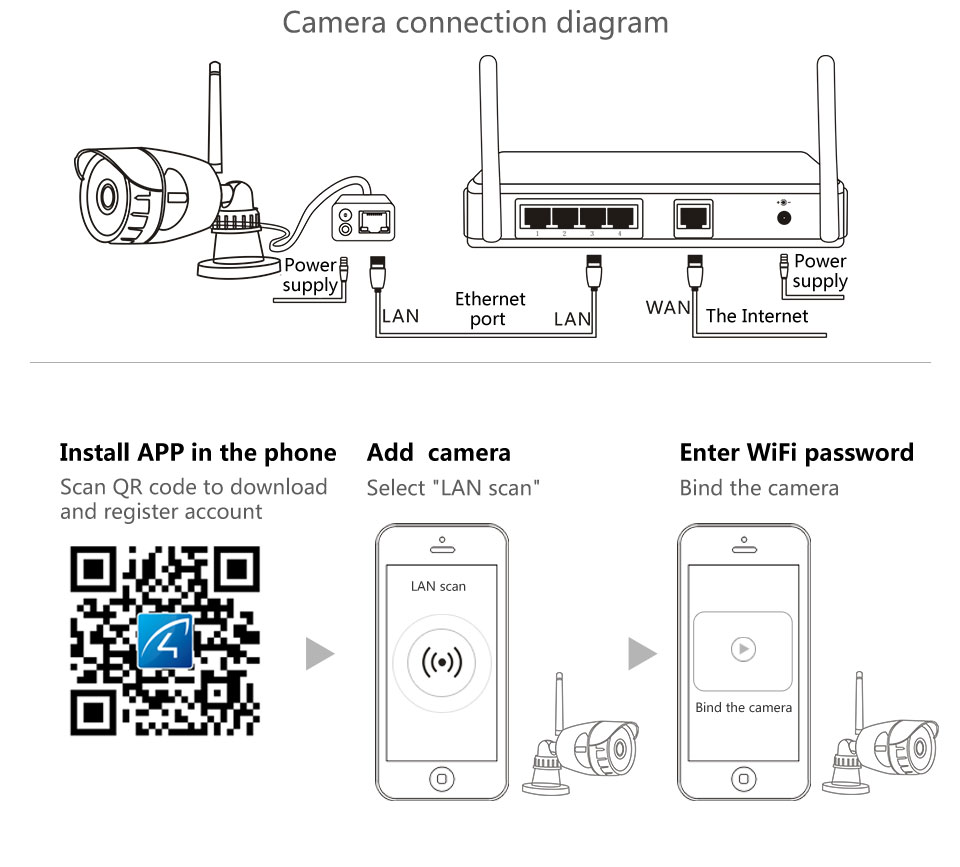 Camera connection diagram
1 2 3 4
Power
supply
LAN
Ethernet
port
LAN
WAN
The Internet
Power
supply
Install APP in the phone
Scan QR code to download
and register account
Add camera
Select "LAN scan"
Enter WiFi password
Bind the camera
LAN scan
Bind the camera